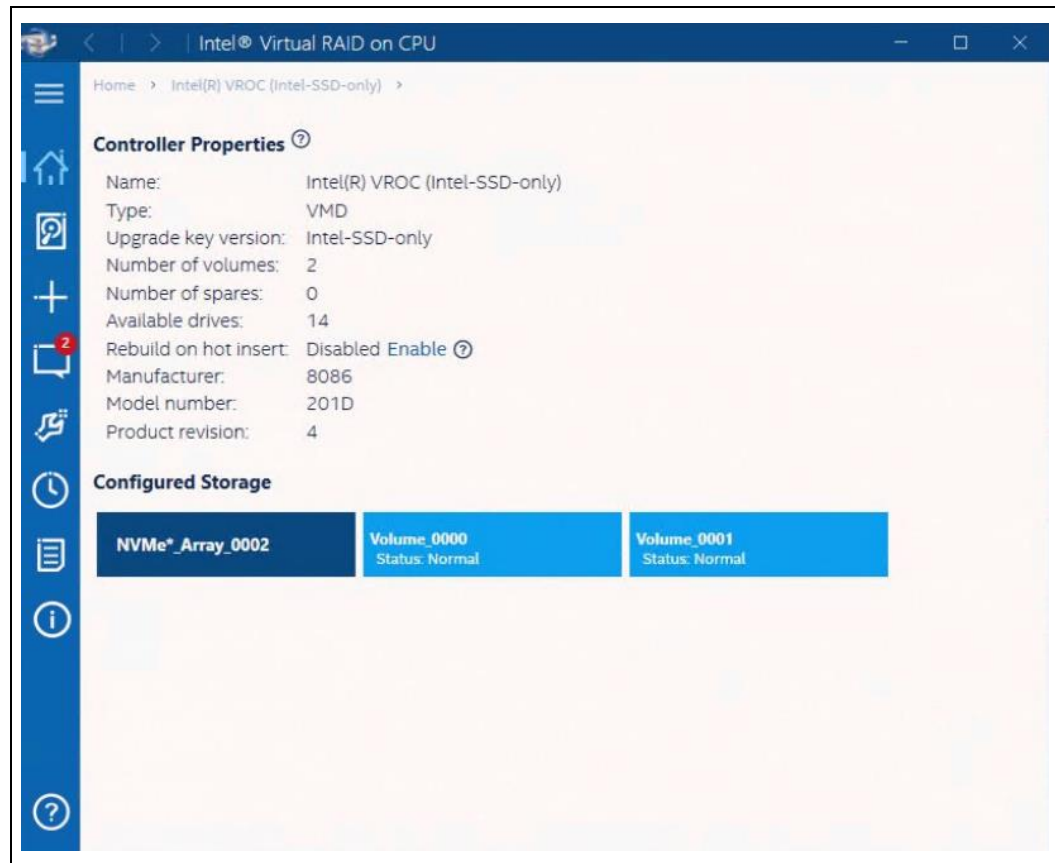 Intel® Virtual RAID on CPU
Home > Intel(R) VROC (Intel-SSD-only) >
Controller Properties ?
Name: Intel(R) VROC (Intel-SSD-only)
Type: VMD
Upgrade key version: Intel-SSD-only
Number of volumes: 2
Number of spares: 0
Available drives: 14
Rebuild on hot insert: Disabled Enable ?
Manufacturer: 8086
Model number: 201D
Product revision: 4
2
Configured Storage
NVMe*_Array_0002
Volume_0000
Status: Normal
Volume_0001
Status: Normal